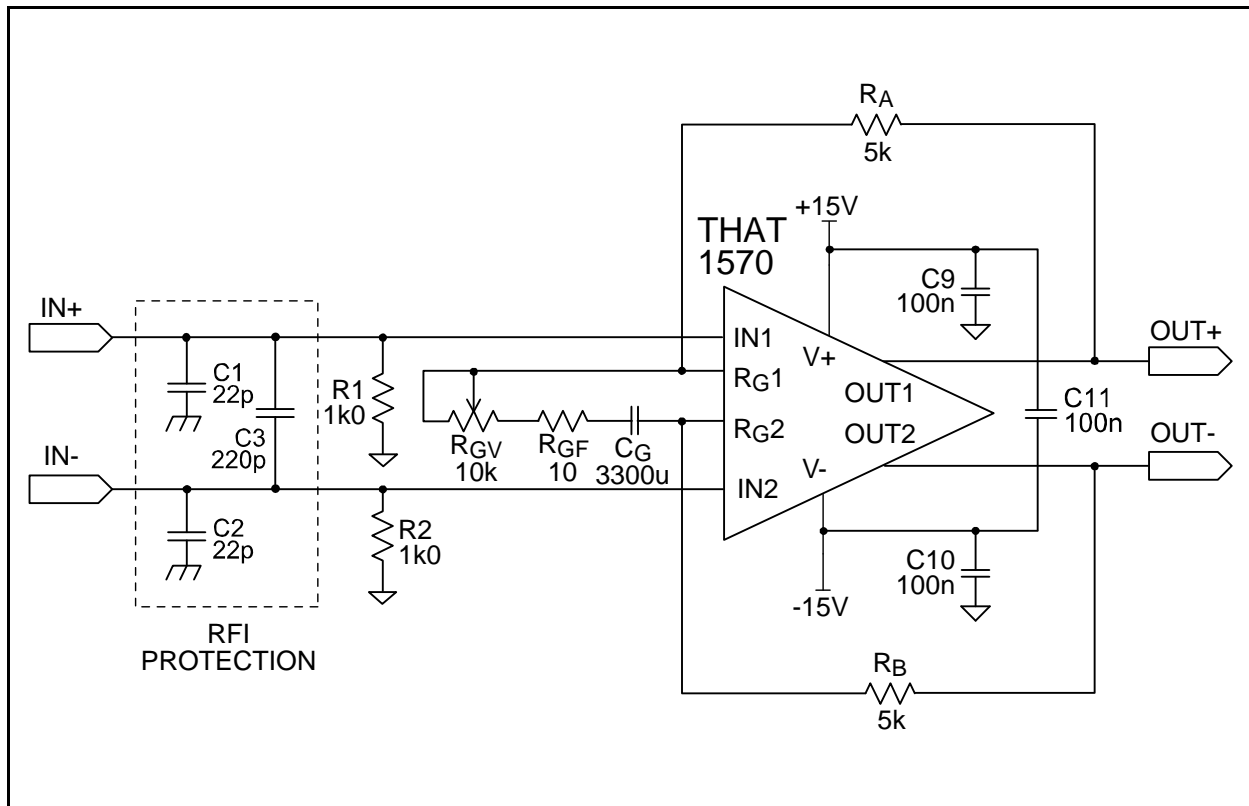 RA
5k
+15V
THAT
1570
C9
100n
IN+
IN1
V+
OUT+
C1
22p
R1
1k0
RG1
OUT1
C11
100n
C3
220p
RGV
10k
RGF
10
CG
3300u
RG2
OUT2
OUT-
IN-
V-
IN2
C2
22p
R2
1k0
C10
100n
-15V
RFI
PROTECTION
RB
5k